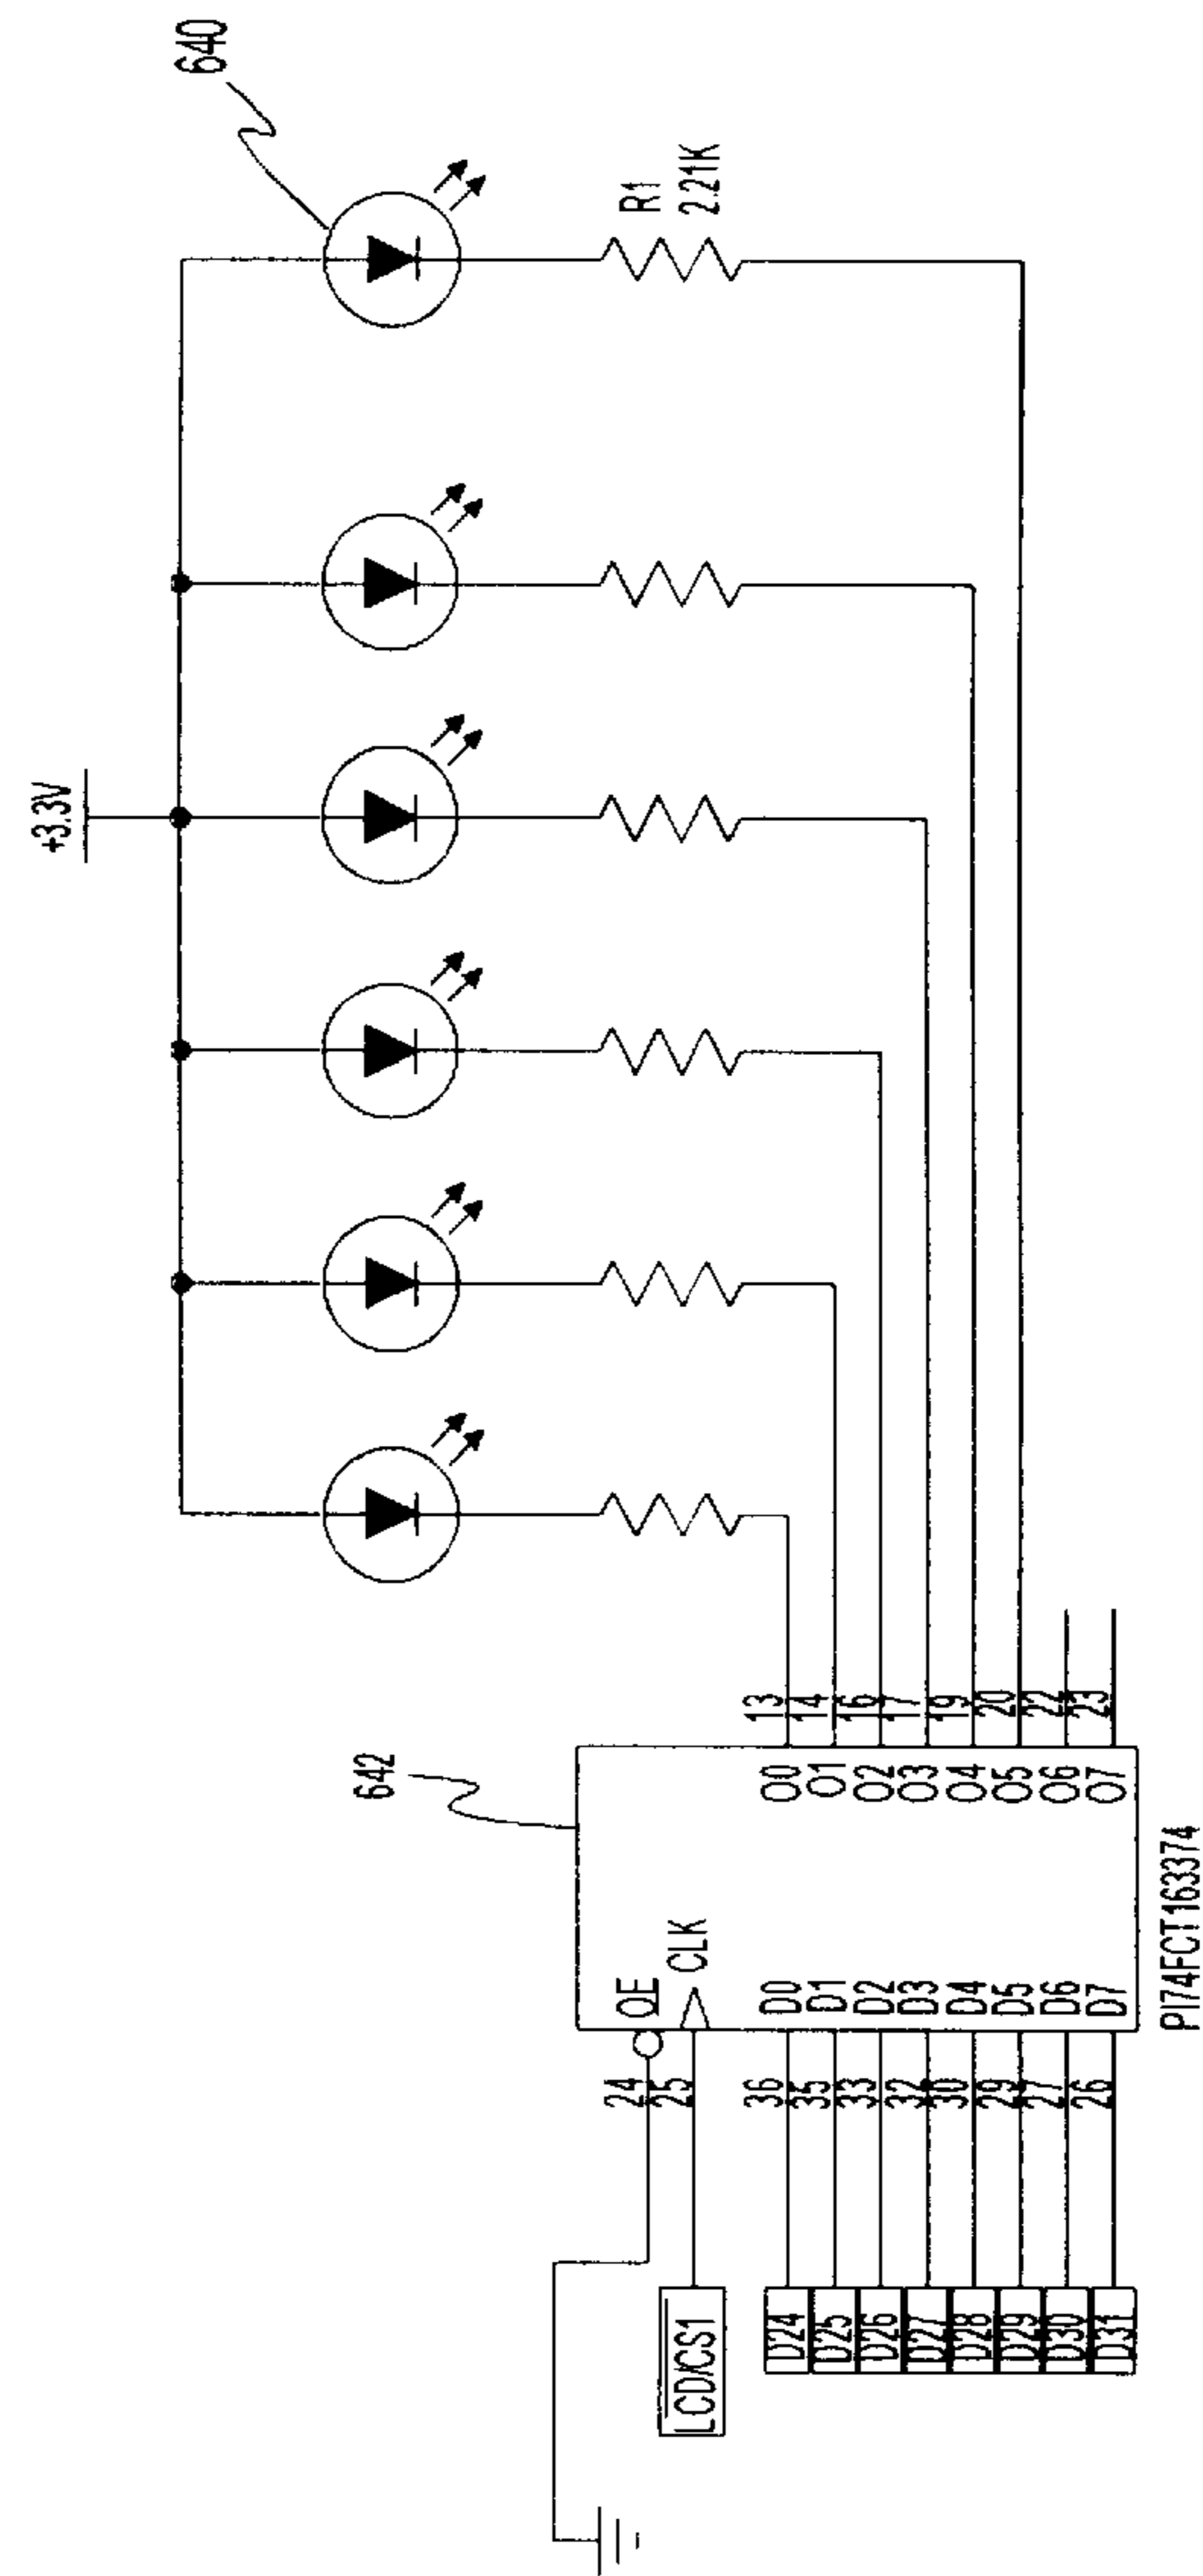 640
+3.3V
R1
2.21K
642
OE
CLK
24
25
LCD/CS1
D24 36 D0 O0 13
D25 35 D1 O1 14
D26 33 D2 O2 16
D27 32 D3 O3 17
D28 30 D4 O4 19
D29 29 D5 O5 20
D30 27 D6 O6 22
D31 26 D7 O7 23
PI74FCT163374